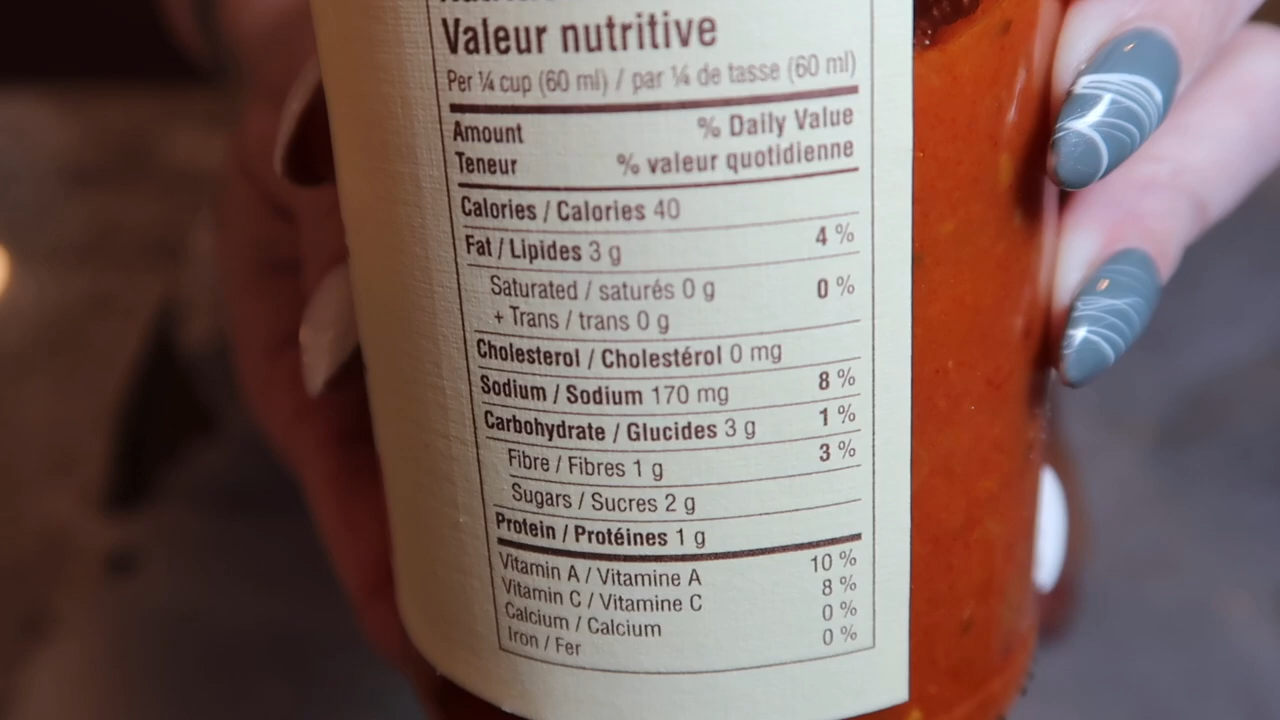 Valeur nutritive
Per ¼ cup (60 ml) / par ¼ de tasse (60 ml)
Amount % Daily Value
Teneur % valeur quotidienne
Calories / Calories 40
Fat / Lipides 3 g 4 %
Saturated / saturés 0 g 0 %
+ Trans / trans 0 g
Cholesterol / Cholestérol 0 mg
Sodium / Sodium 170 mg 8 %
Carbohydrate / Glucides 3 g 1 %
Fibre / Fibres 1 g 3 %
Sugars / Sucres 2 g
Protein / Protéines 1 g
Vitamin A / Vitamine A 10 %
Vitamin C / Vitamine C 8 %
Calcium / Calcium 0 %
Iron / Fer 0 %